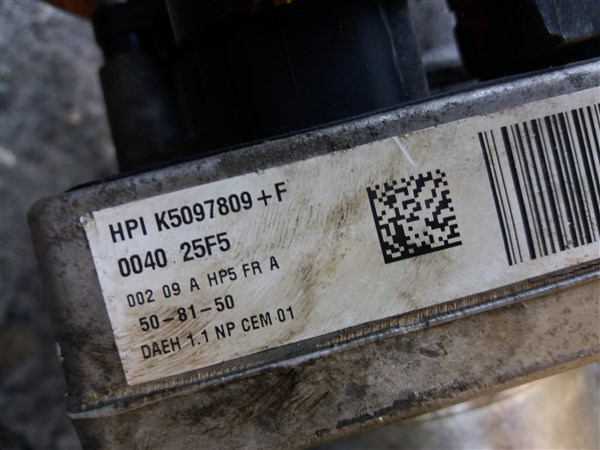 HPI K5097809+F
0040 25F5
002 09 A HP5 FR A
50-81-50
DAEH 1.1 NP CEM 01